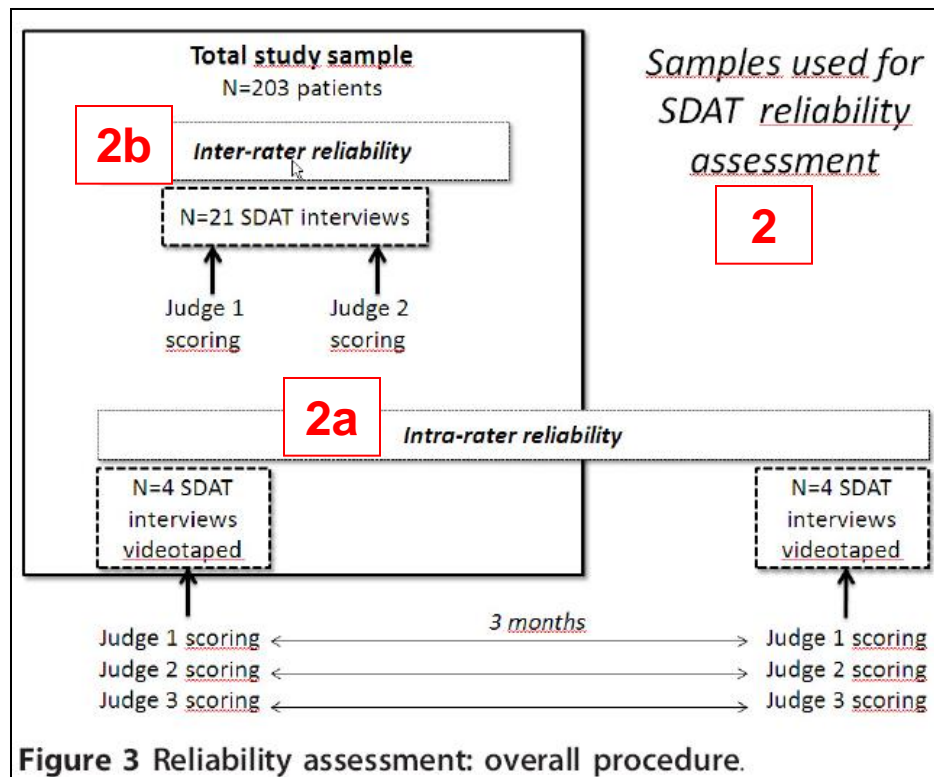 Total study sample
N=203 patients
Samples used for
SDAT reliability
assessment
2
2b
Inter-rater reliability
N=21 SDAT interviews
Judge 1
scoring
Judge 2
scoring
2a
Intra-rater reliability
N=4 SDAT
interviews
videotaped
N=4 SDAT
interviews
videotaped
3 months
Judge 1 scoring
Judge 2 scoring
Judge 3 scoring
Judge 1 scoring
Judge 2 scoring
Judge 3 scoring
Figure 3 Reliability assessment: overall procedure.